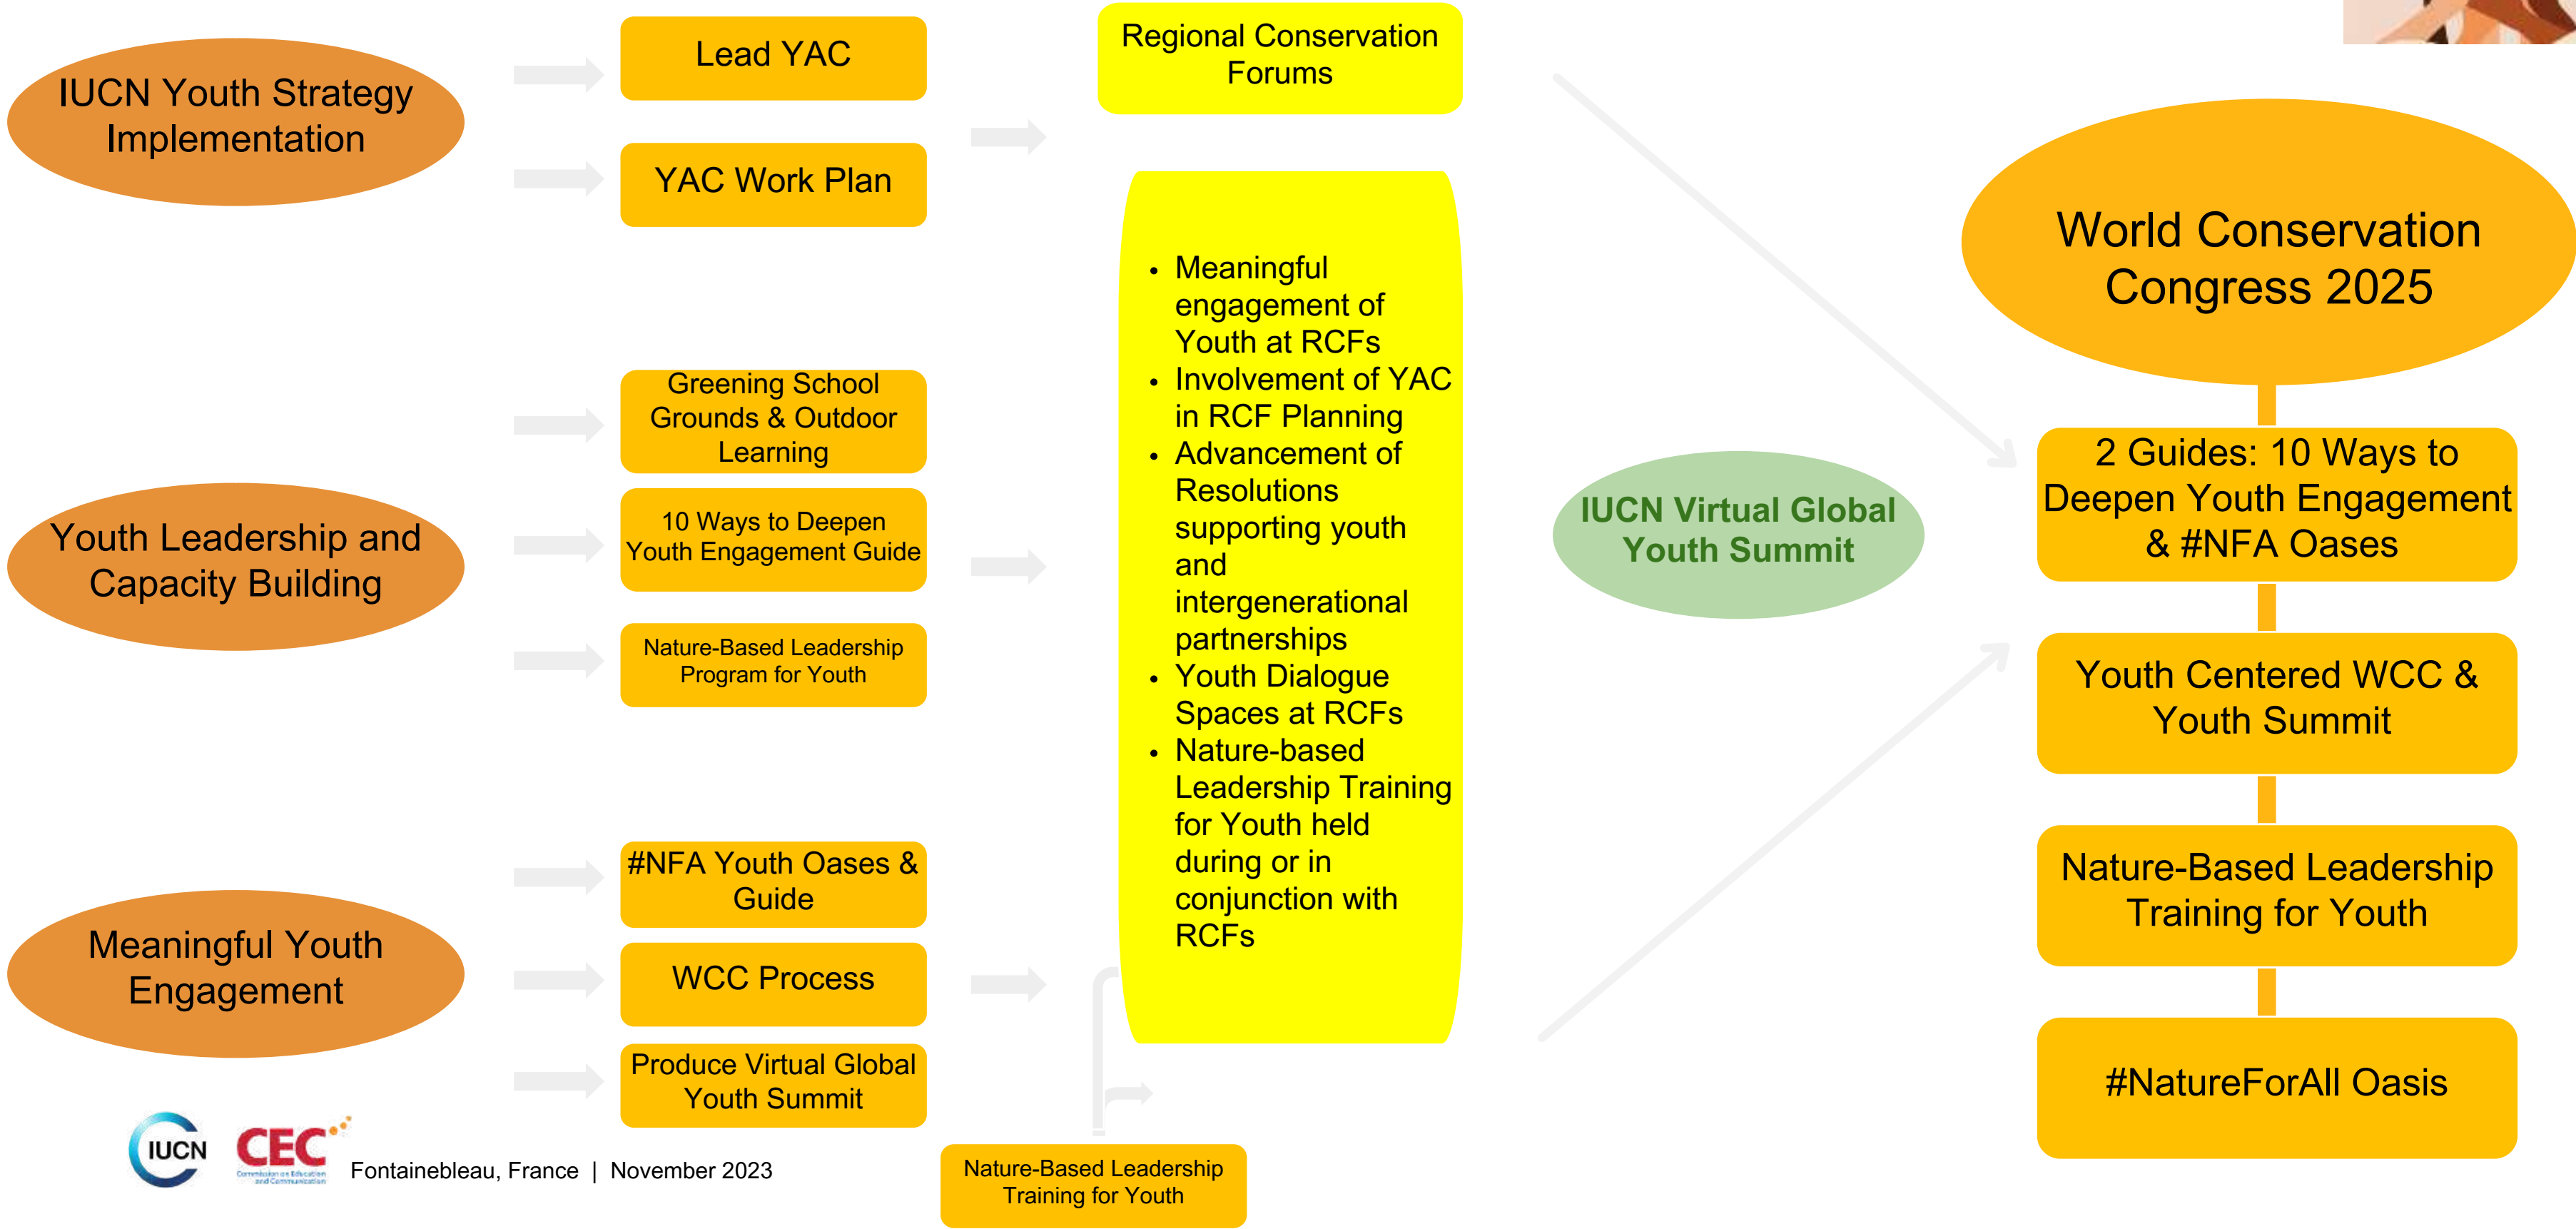 IUCN Youth Strategy
Implementation
Lead YAC
YAC Work Plan
Youth Leadership and
Capacity Building
Greening School
Grounds & Outdoor
Learning
10 Ways to Deepen
Youth Engagement Guide
Nature-Based Leadership
Program for Youth
Meaningful Youth
Engagement
#NFA Youth Oases &
Guide
WCC Process
Produce Virtual Global
Youth Summit
Regional Conservation
Forums
• Meaningful
engagement of
Youth at RCFs
• Involvement of YAC
in RCF Planning
• Advancement of
Resolutions
supporting youth
and
intergenerational
partnerships
• Youth Dialogue
Spaces at RCFs
• Nature-based
Leadership Training
for Youth held
during or in
conjunction with
RCFs
Nature-Based Leadership
Training for Youth
IUCN Virtual Global
Youth Summit
World Conservation
Congress 2025
2 Guides: 10 Ways to
Deepen Youth Engagement
& #NFA Oases
Youth Centered WCC &
Youth Summit
Nature-Based Leadership
Training for Youth
#NatureForAll Oasis
IUCN
CEC
Commission on Education
and Communication
Fontainebleau, France | November 2023